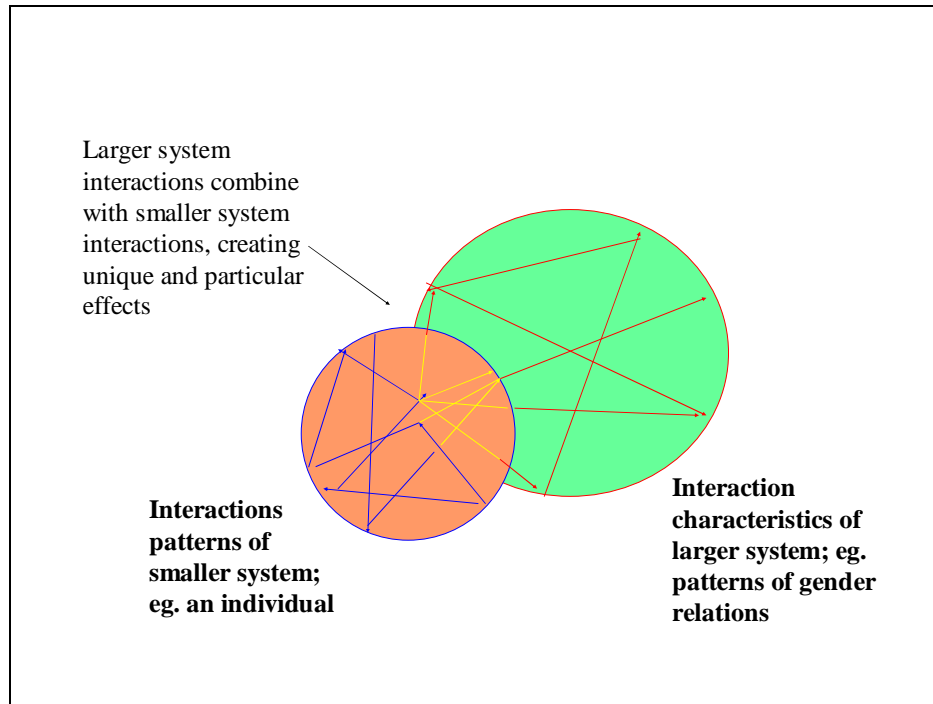 Larger system
interactions combine
with smaller system
interactions, creating
unique and particular
effects
Interactions
patterns of
smaller system;
eg. an individual
Interaction
characteristics of
larger system; eg.
patterns of gender
relations